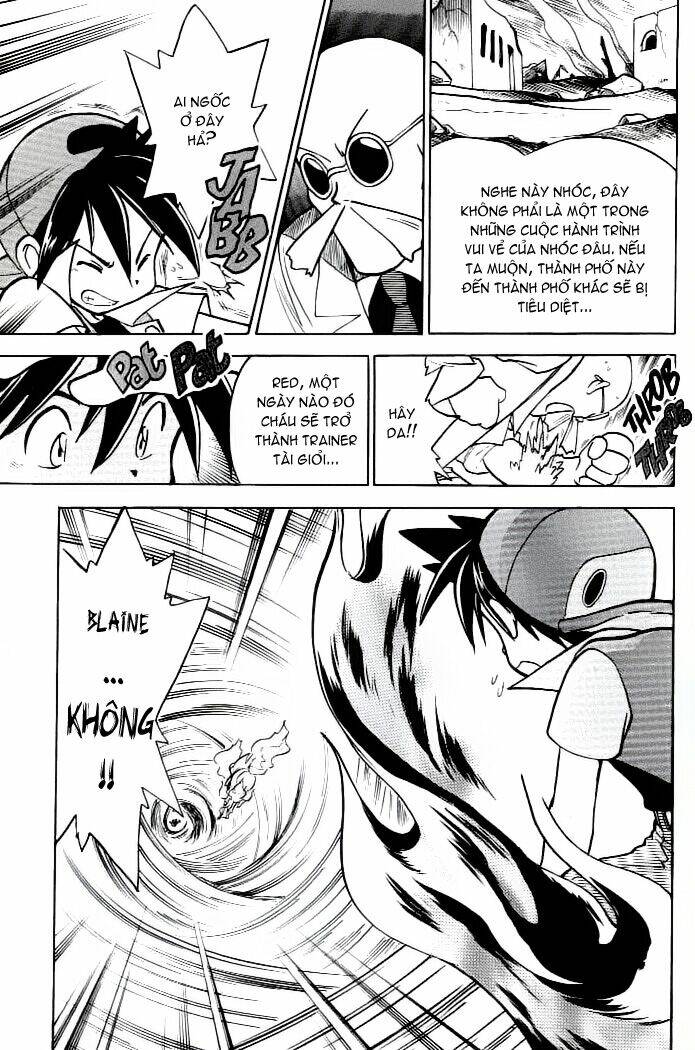 NGHE NÀY NHÓC, ĐÂY
KHÔNG PHẢI LÀ MỘT TRONG
NHỮNG CUỘC HÀNH TRÌNH
VUI VẺ CỦA NHÓC ĐÂU. NẾU
TA MUỘN, THÀNH PHỐ NÀY
ĐẾN THÀNH PHỐ KHÁC SẼ BỊ
TIÊU DIỆT...
AI NGỐC
Ở ĐÂY
HẢ?
JABB
THROB
THROB
HÂY
DA!!
RED, MỘT
NGÀY NÀO ĐÓ
CHÁU SẼ TRỞ
THÀNH TRAINER
TÀI GIỎI...
Pat Pat
BLAINE
...
KHÔNG
!!